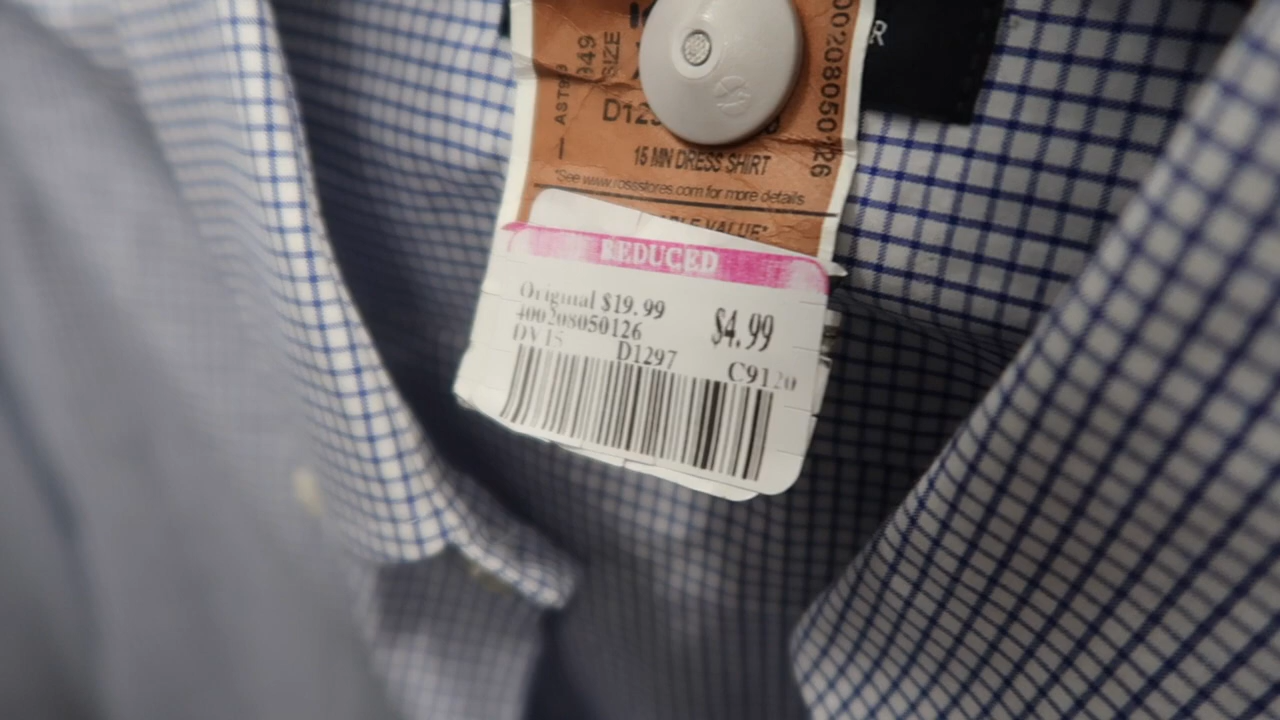 SIZE
D12
15 MN DRESS SHIRT
*See www.rossstores.com for more details
VALUE*
REDUCED
Original $19.99
$4.99
400208050126
DV15
D1297
C9120
R